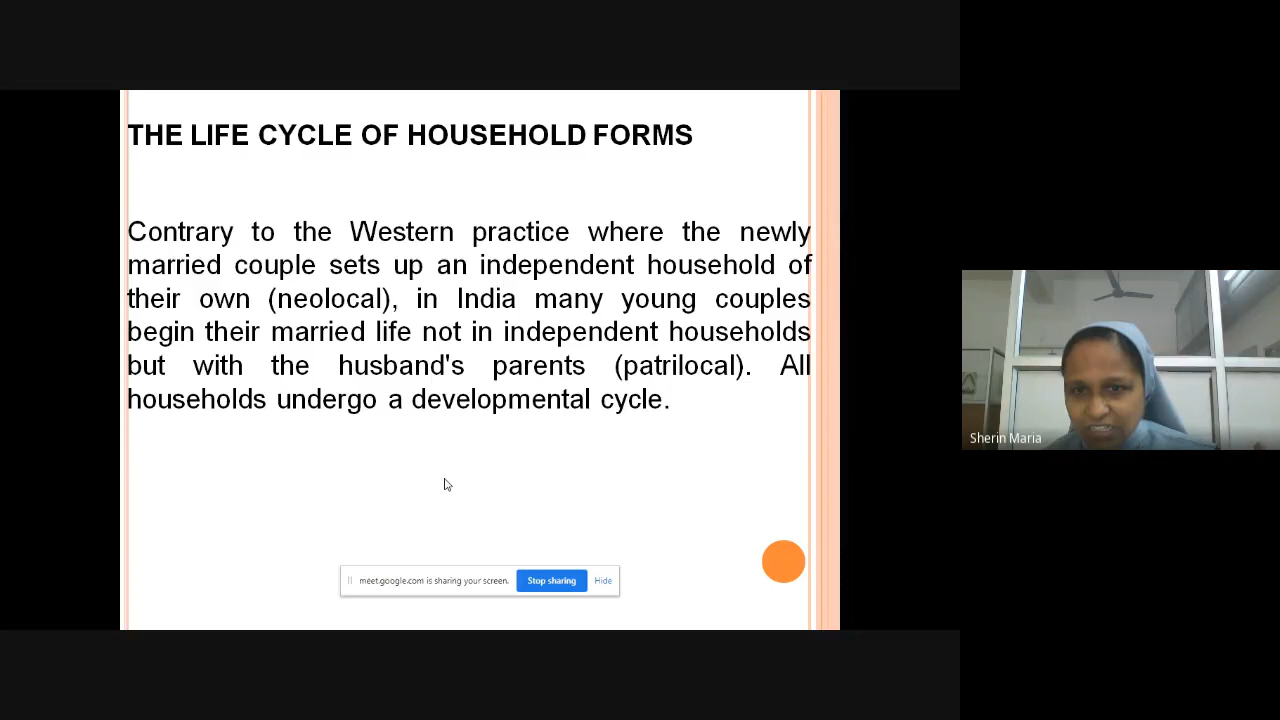 THE LIFE CYCLE OF HOUSEHOLD FORMS
Contrary to the Western practice where the newly
married couple sets up an independent household of
their own (neolocal), in India many young couples
begin their married life not in independent households
but with the husband's parents (patrilocal). All
households undergo a developmental cycle.
meet.google.com is sharing your screen.
Stop sharing
Hide
Sherin Maria